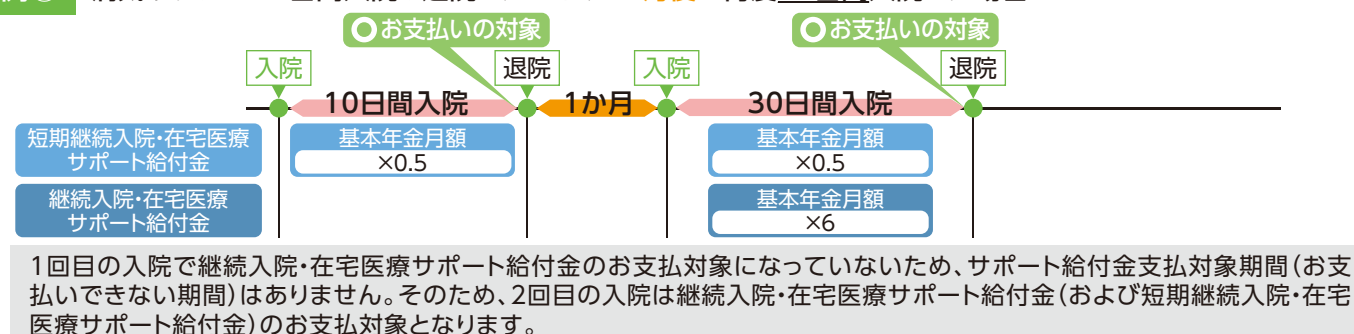 お支払いの対象 お支払いの対象
入院 退院 入院 退院
10日間入院 1か月 30日間入院
短期継続入院・在宅医療
サポート給付金
基本年金月額
×0.5
基本年金月額
×0.5
継続入院・在宅医療
サポート給付金
基本年金月額
×6
1回目の入院で継続入院・在宅医療サポート給付金のお支払対象になっていないため、サポート給付金支払対象期間(お支
払いできない期間)はありません。そのため、2回目の入院は継続入院・在宅医療サポート給付金(および短期継続入院・在宅
医療サポート給付金)のお支払対象となります。